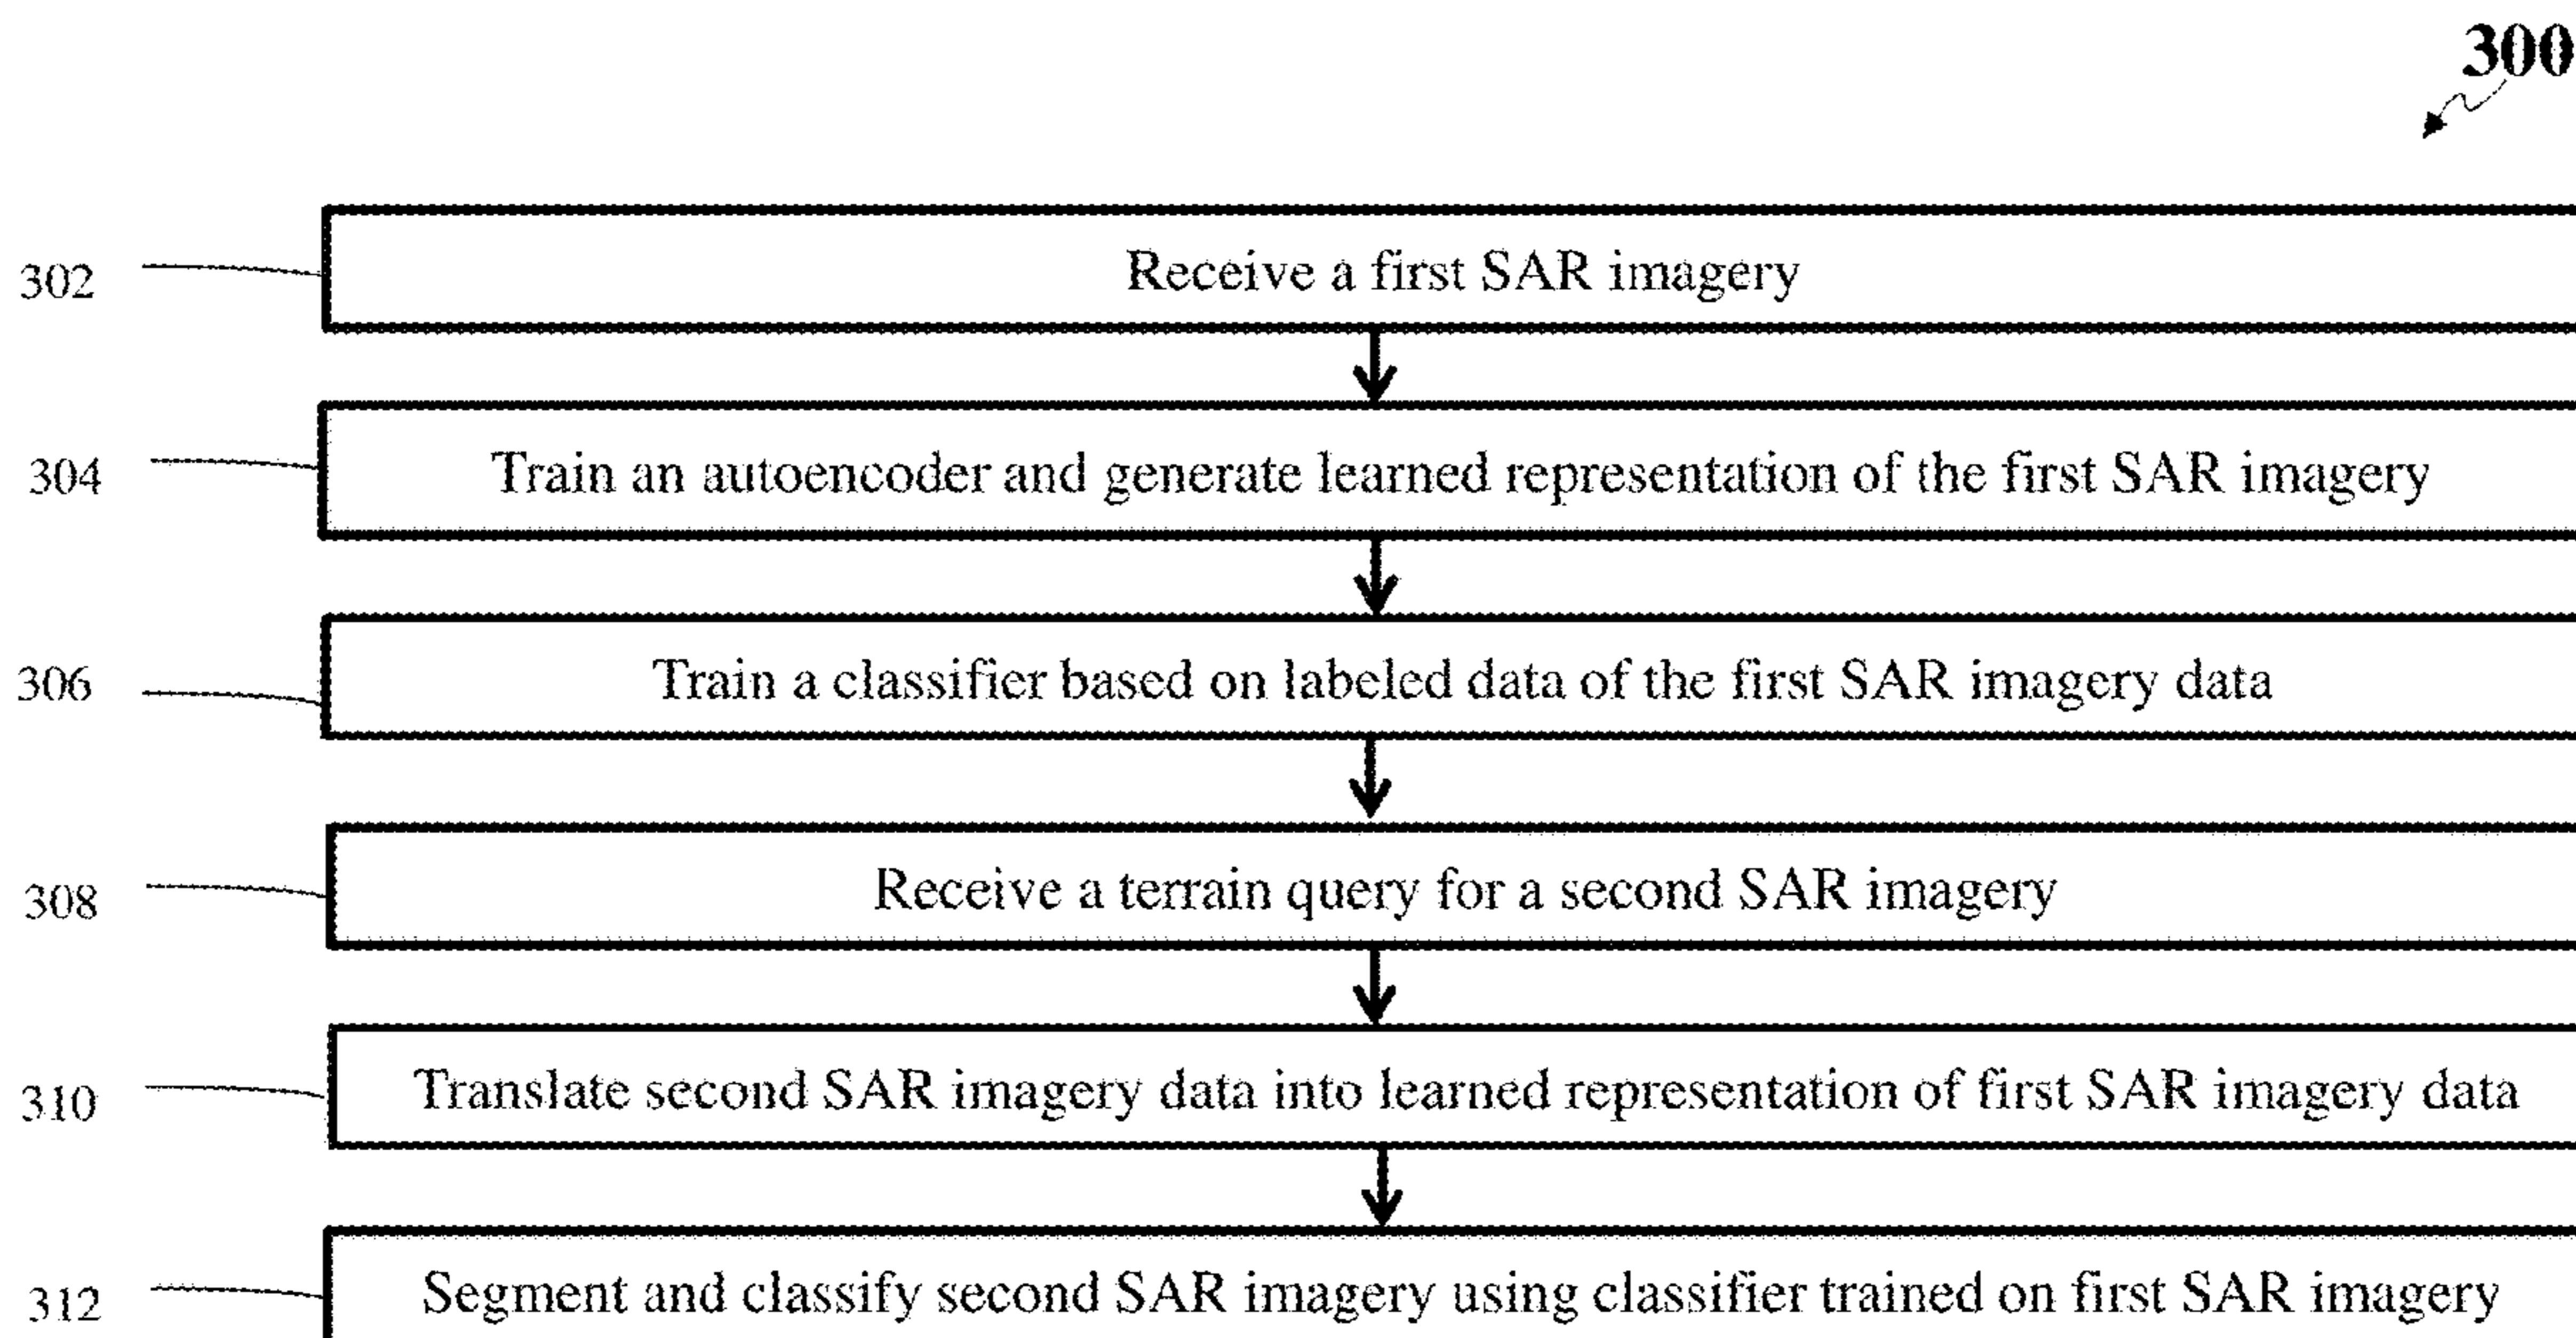 300
302 Receive a first SAR imagery
304 Train an autoencoder and generate learned representation of the first SAR imagery
306 Train a classifier based on labeled data of the first SAR imagery data
308 Receive a terrain query for a second SAR imagery
310 Translate second SAR imagery data into learned representation of first SAR imagery data
312 Segment and classify second SAR imagery using classifier trained on first SAR imagery